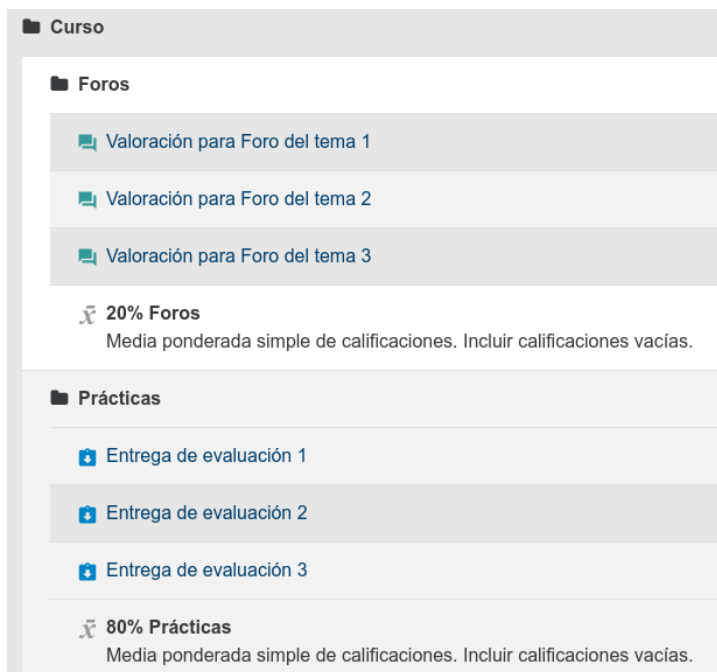 Curso
Foros
Valoración para Foro del tema 1
Valoración para Foro del tema 2
Valoración para Foro del tema 3
x̄ 20% Foros
Media ponderada simple de calificaciones. Incluir calificaciones vacías.
Prácticas
Entrega de evaluación 1
Entrega de evaluación 2
Entrega de evaluación 3
x̄ 80% Prácticas
Media ponderada simple de calificaciones. Incluir calificaciones vacías.